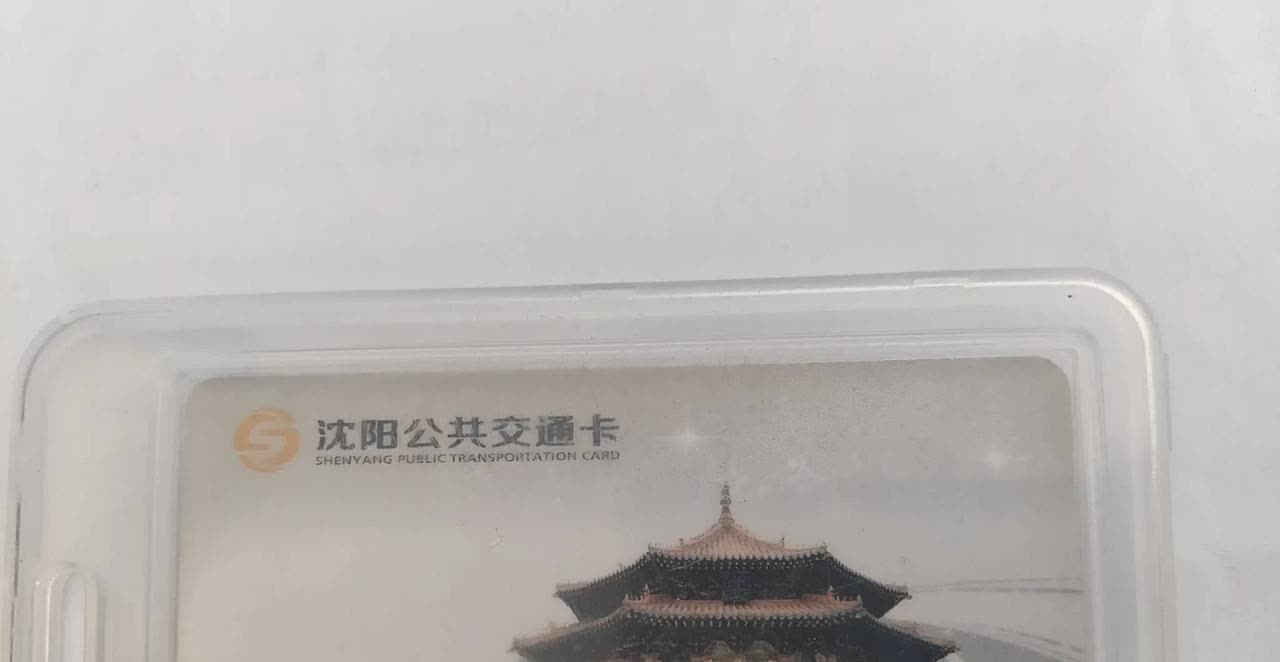 沈阳公共交通卡
SHENYANG PUBLIC TRANSPORTATION CARD